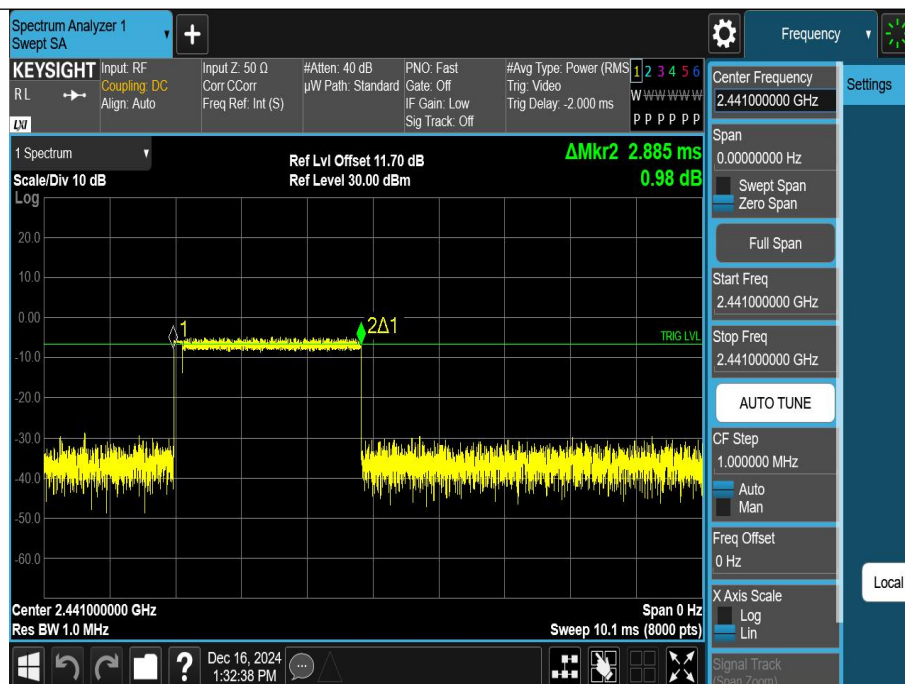 Spectrum Analyzer 1
Swept SA
+
Frequency
KEYSIGHT
RL
LXI
Input: RF
Coupling: DC
Align: Auto
Input Z: 50 Ω
Corr CCorr
Freq Ref: Int (S)
#Atten: 40 dB
µW Path: Standard
PNO: Fast
Gate: Off
IF Gain: Low
Sig Track: Off
#Avg Type: Power (RMS
Trig: Video
Trig Delay: -2.000 ms
1 2 3 4 5 6
W W W W W W
P P P P P P
1 Spectrum
Scale/Div 10 dB
Log
Ref Lvl Offset 11.70 dB
Ref Level 30.00 dBm
ΔMkr2 2.885 ms
0.98 dB
20.0
10.0
0.00
-10.0
-20.0
-30.0
-40.0
-50.0
-60.0
1
2Δ1
TRIG LVL
Center 2.441000000 GHz
Res BW 1.0 MHz
Span 0 Hz
Sweep 10.1 ms (8000 pts)
Dec 16, 2024
1:32:38 PM
?
Center Frequency
2.441000000 GHz
Span
0.00000000 Hz
Swept Span
Zero Span
Full Span
Start Freq
2.441000000 GHz
Stop Freq
2.441000000 GHz
AUTO TUNE
CF Step
1.000000 MHz
Auto
Man
Freq Offset
0 Hz
X Axis Scale
Log
Lin
Signal Track
(Span Zoom)
Settings
Local